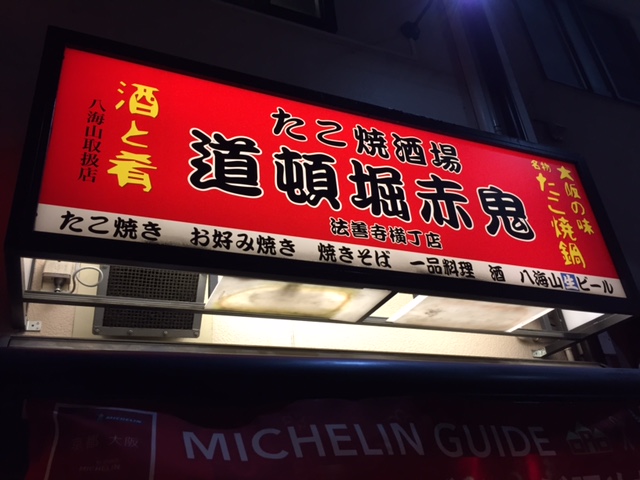 酒と肴
八海山取扱店
たこ焼酒場
道頓堀赤鬼
法善寺横丁店
★阪の味
名物
たこ焼鍋
たこ焼き お好み焼き 焼きそば 一品料理 酒 八海山 生ビール
MICHELIN GUIDE
大阪